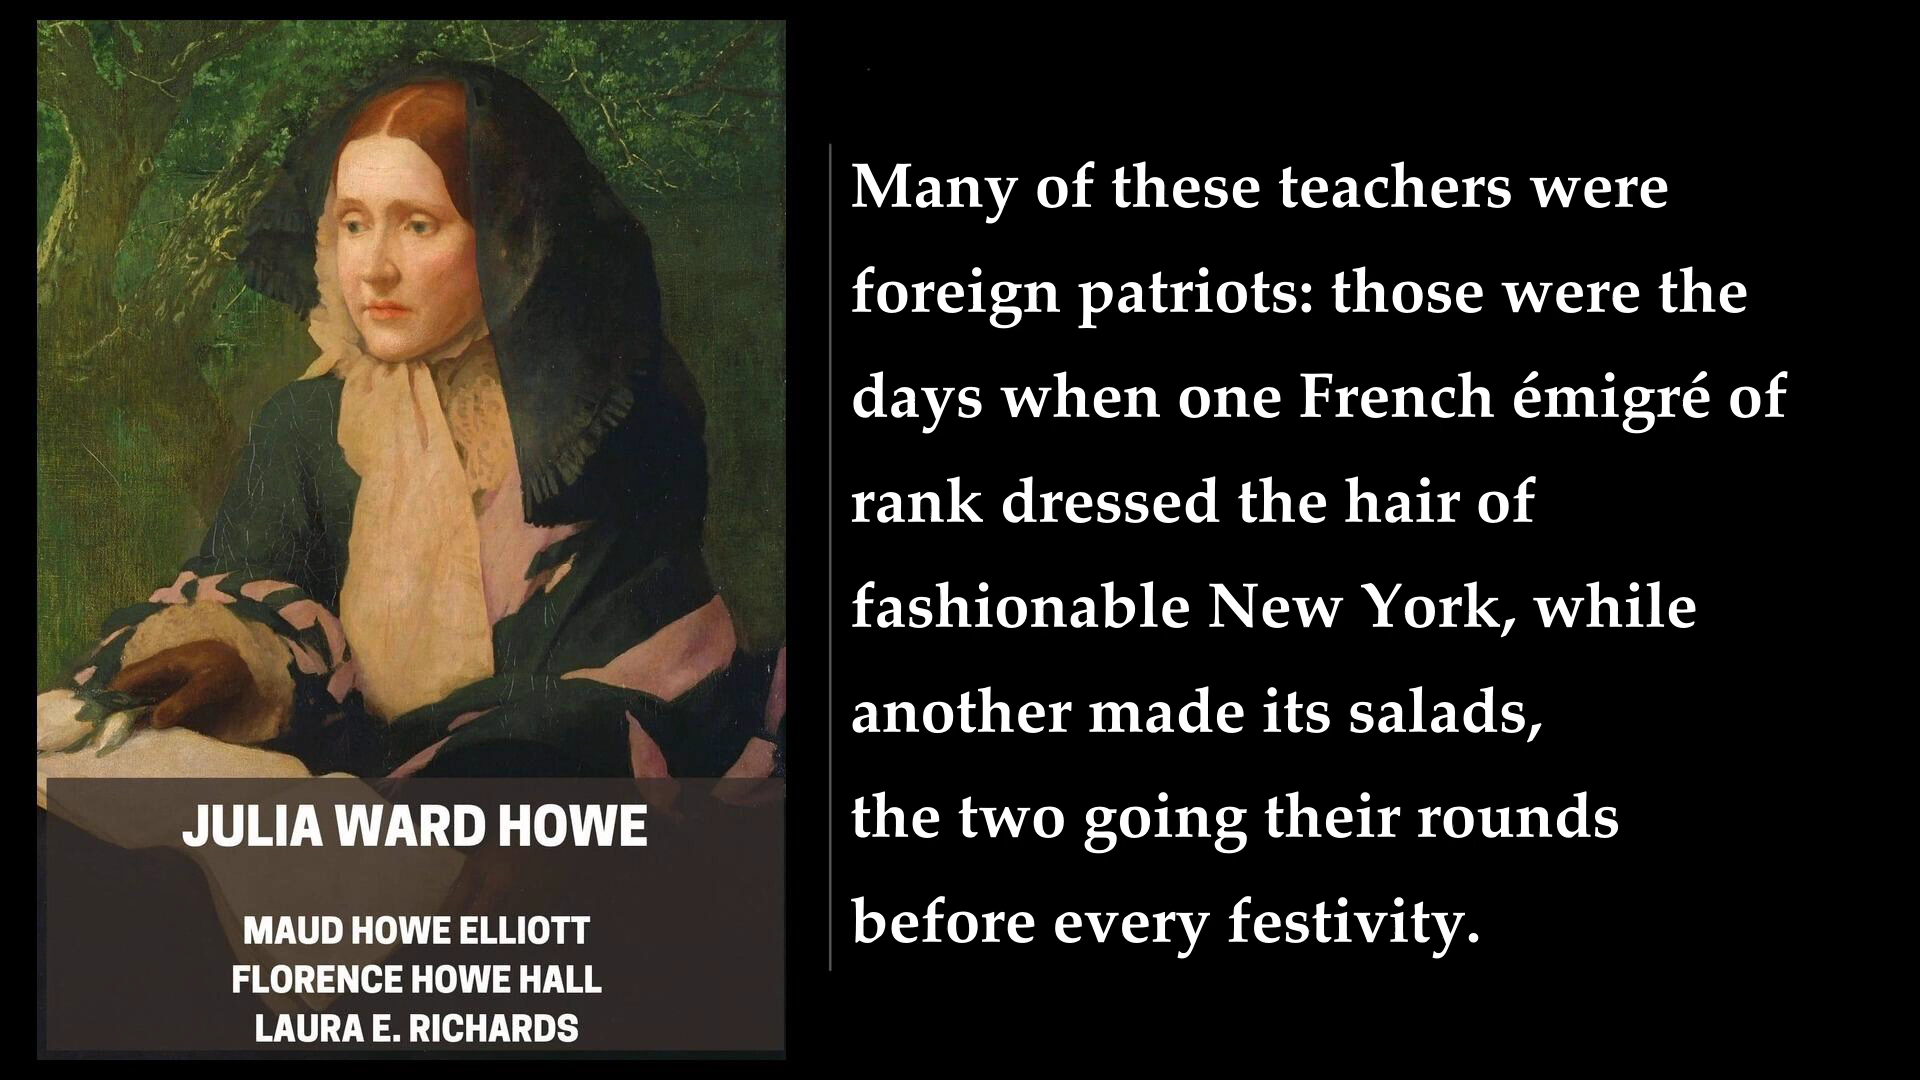 JULIA WARD HOWE
MAUD HOWE ELLIOTT
FLORENCE HOWE HALL
LAURA E. RICHARDS
Many of these teachers were
foreign patriots: those were the
days when one French émigré of
rank dressed the hair of
fashionable New York, while
another made its salads,
the two going their rounds
before every festivity.